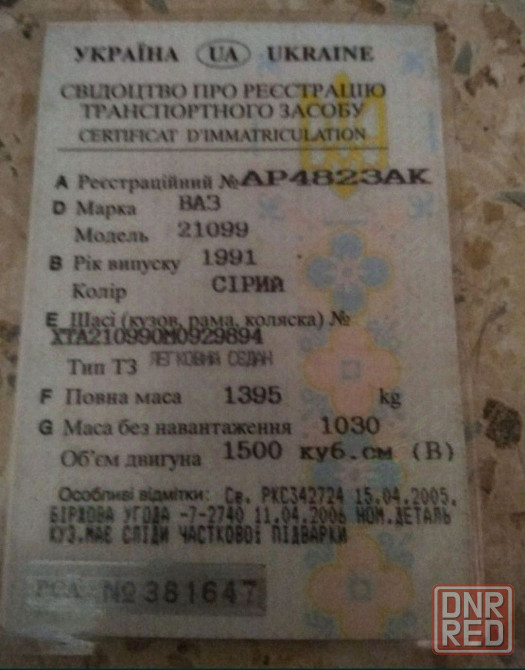 УКРАЇНА UA UKRAINE
СВІДОЦТВО ПРО РЕЄСТРАЦІЮ
ТРАНСПОРТНОГО ЗАСОБУ
CERTIFICAT D'IMMATRICULATION
A Реєстраційний № АР4823АК
D Марка ВАЗ
Модель 21099
B Рік випуску 1991
Колір СІРИЙ
E Шасі (кузов, рама, коляска) №
XTA210990M0929894
Тип ТЗ ЛЕГКОВИЙ СЕДАН
F Повна маса 1395 kg
G Маса без навантаження 1030
Об'єм двигуна 1500 куб.см (В)
Особливі відмітки: Св. РКС342724 15.04.2005.
БІРЖОВА УГОДА -7-2740 11.04.2006 НОМ.ДЕТАЛЬ
КУЗ.МАЄ СЛІДИ ЧАСТКОВОЇ ПІДВАРКИ
РСА №381647
DNR
RED